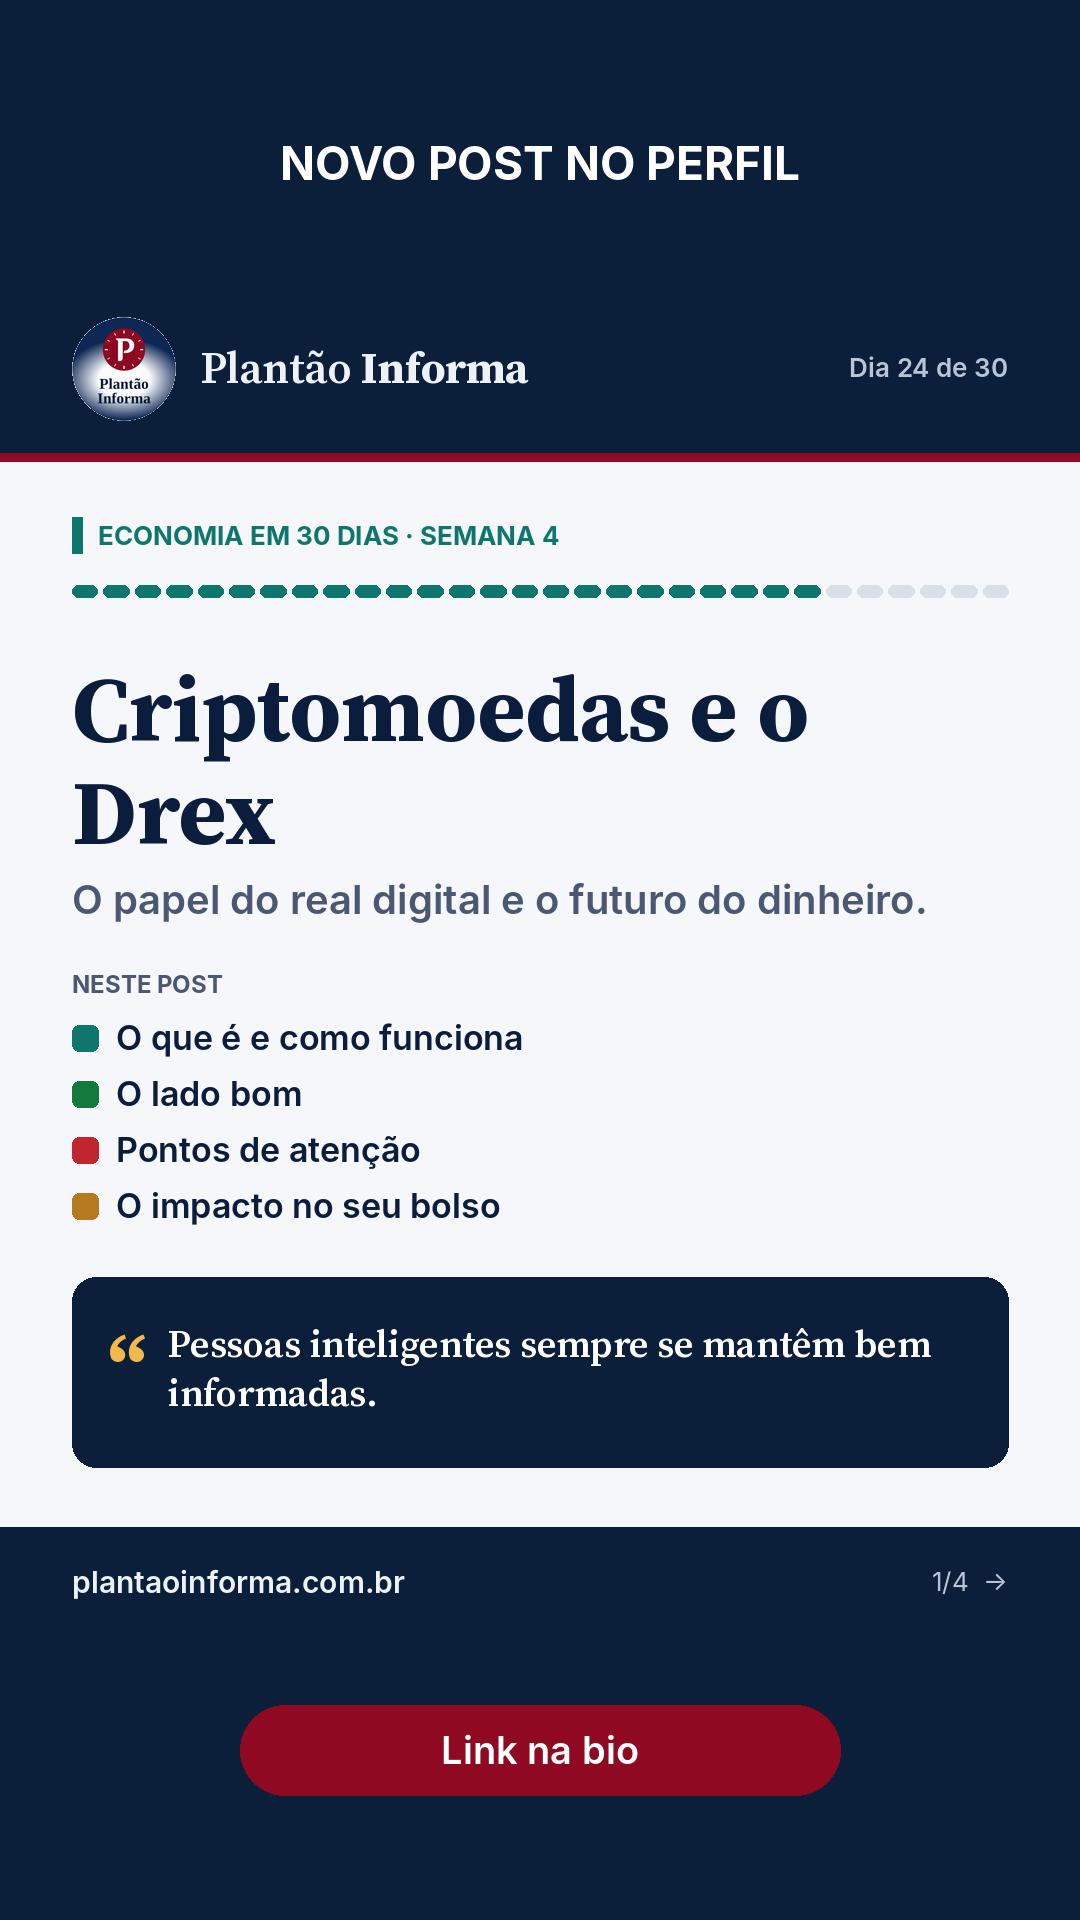 NOVO POST NO PERFIL
P
Plantão
Informa
Plantão Informa
Dia 24 de 30
ECONOMIA EM 30 DIAS · SEMANA 4
Criptomoedas e o
Drex
O papel do real digital e o futuro do dinheiro.
NESTE POST
O que é e como funciona
O lado bom
Pontos de atenção
O impacto no seu bolso
“ Pessoas inteligentes sempre se mantêm bem
informadas.
plantaoinforma.com.br
1/4 →
Link na bio